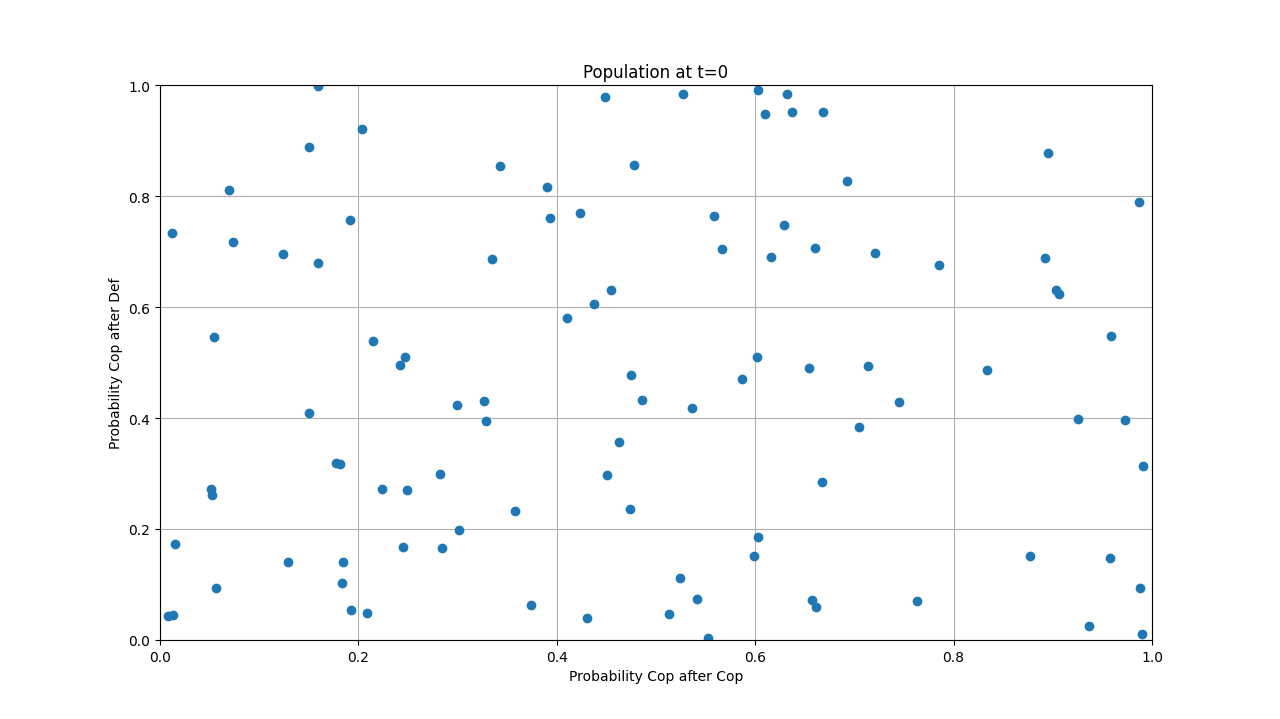 Population at t=0
Probability Cop after Def
1.0
0.8
0.6
0.4
0.2
0.0
0.0 0.2 0.4 0.6 0.8 1.0
Probability Cop after Cop